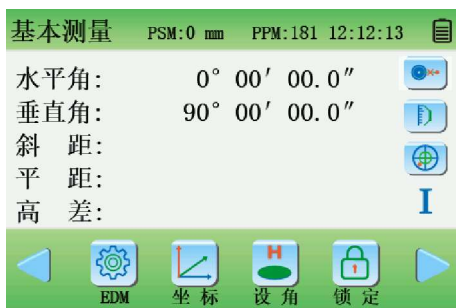 基本测量 PSM:0 mm PPM:181 12:12:13
水平角: 0° 00′ 00.0″
垂直角: 90° 00′ 00.0″
斜 距:
平 距:
高 差:
I
H
EDM 坐 标 设 角 锁 定